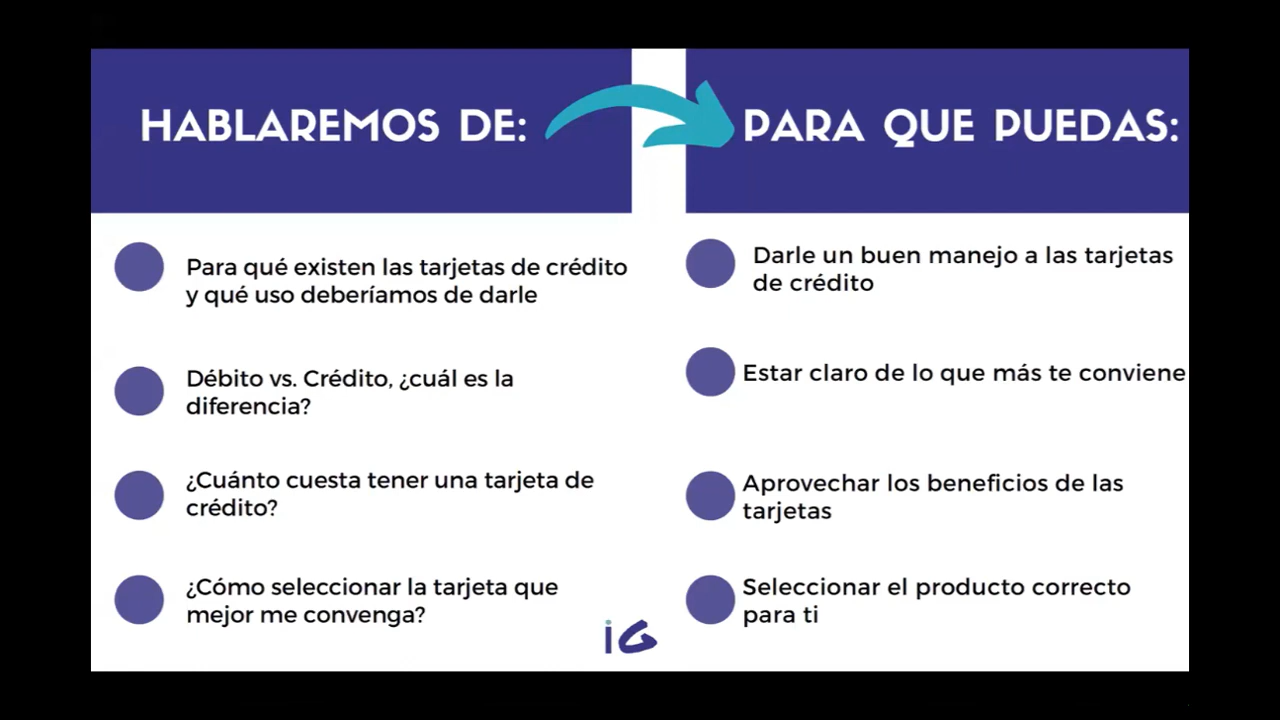 HABLAREMOS DE:
Para qué existen las tarjetas de crédito
y qué uso deberíamos de darle
Débito vs. Crédito, ¿cuál es la
diferencia?
¿Cuánto cuesta tener una tarjeta de
crédito?
¿Cómo seleccionar la tarjeta que
mejor me convenga?
PARA QUE PUEDAS:
Darle un buen manejo a las tarjetas
de crédito
Estar claro de lo que más te conviene
Aprovechar los beneficios de las
tarjetas
Seleccionar el producto correcto
para ti
iG